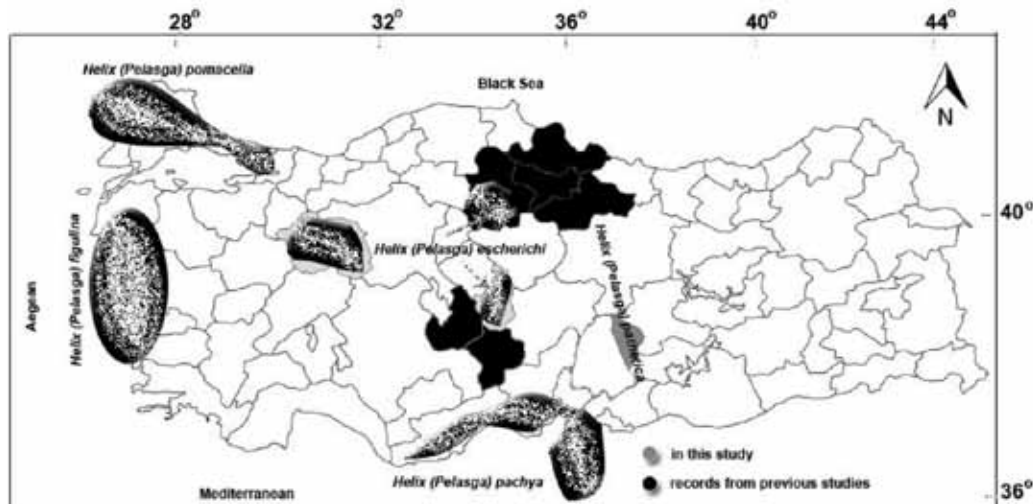 28° 32° 36° 40° 44°
Helix (Pelasga) pomacella
Black Sea
N
40°
Helix (Pelasga) escherichi
Helix (Pelasga) figulina
Aegean
Helix (Pelasga) pathetica
in this study
records from previous studies
Helix (Pelasga) pachya
Mediterranean
36°